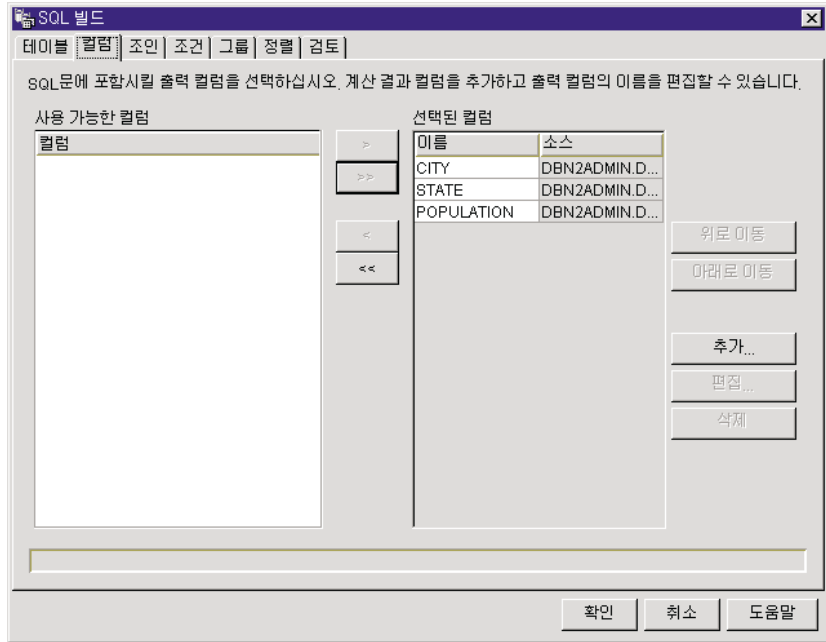 SQL 빌드
테이블 컬럼 조인 조건 그룹 정렬 검토
SQL문에 포함시킬 출력 컬럼을 선택하십시오. 계산 결과 컬럼을 추가하고 출력 컬럼의 이름을 편집할 수 있습니다.
사용 가능한 컬럼
컬럼
>
>>
<
<<
선택된 컬럼
이름 소스
CITY DBN2ADMIN.D...
STATE DBN2ADMIN.D...
POPULATION DBN2ADMIN.D...
위로 이동
아래로 이동
추가...
편집...
삭제
확인 취소 도움말